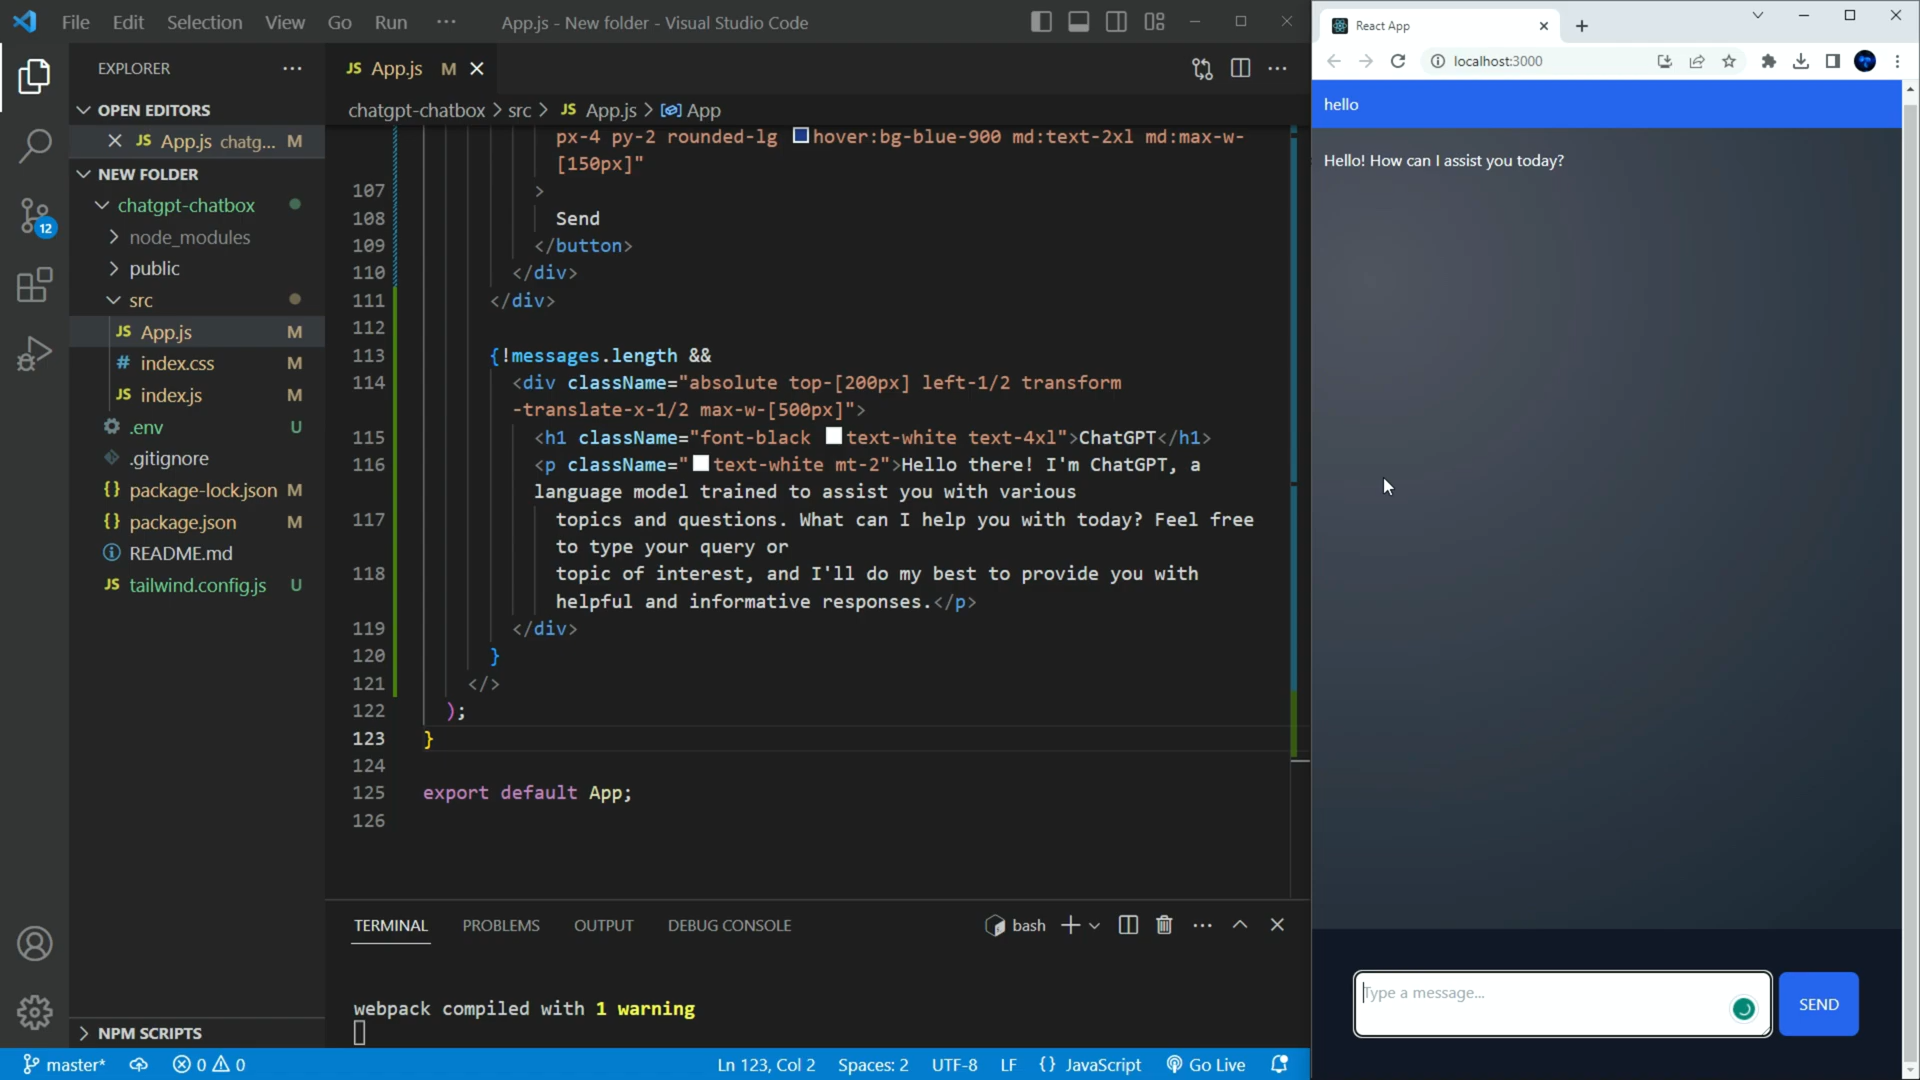 File Edit Selection View Go Run ··· App.js - New folder - Visual Studio Code
EXPLORER ···
OPEN EDITORS
JS App.js chatg... M
NEW FOLDER
chatgpt-chatbox
node_modules
public
src
JS App.js M
# index.css M
JS index.js M
.env U
.gitignore
{} package-lock.json M
{} package.json M
README.md
JS tailwind.config.js U
NPM SCRIPTS
12
JS App.js M
chatgpt-chatbox > src > JS App.js > App
px-4 py-2 rounded-lg hover:bg-blue-900 md:text-2xl md:max-w-
[150px]"
107 >
108 Send
109 </button>
110 </div>
111 </div>
112
113 {!messages.length &&
114 <div className="absolute top-[200px] left-1/2 transform
-translate-x-1/2 max-w-[500px]">
115 <h1 className="font-black text-white text-4xl">ChatGPT</h1>
116 <p className="text-white mt-2">Hello there! I'm ChatGPT, a
language model trained to assist you with various
117 topics and questions. What can I help you with today? Feel free
to type your query or
118 topic of interest, and I'll do my best to provide you with
helpful and informative responses.</p>
119 </div>
120 }
121 </>
122 );
123 }
124
125 export default App;
126
TERMINAL PROBLEMS OUTPUT DEBUG CONSOLE bash
webpack compiled with 1 warning
master* 0 0 Ln 123, Col 2 Spaces: 2 UTF-8 LF {} JavaScript Go Live
React App
localhost:3000
hello
Hello! How can I assist you today?
Type a message...
SEND